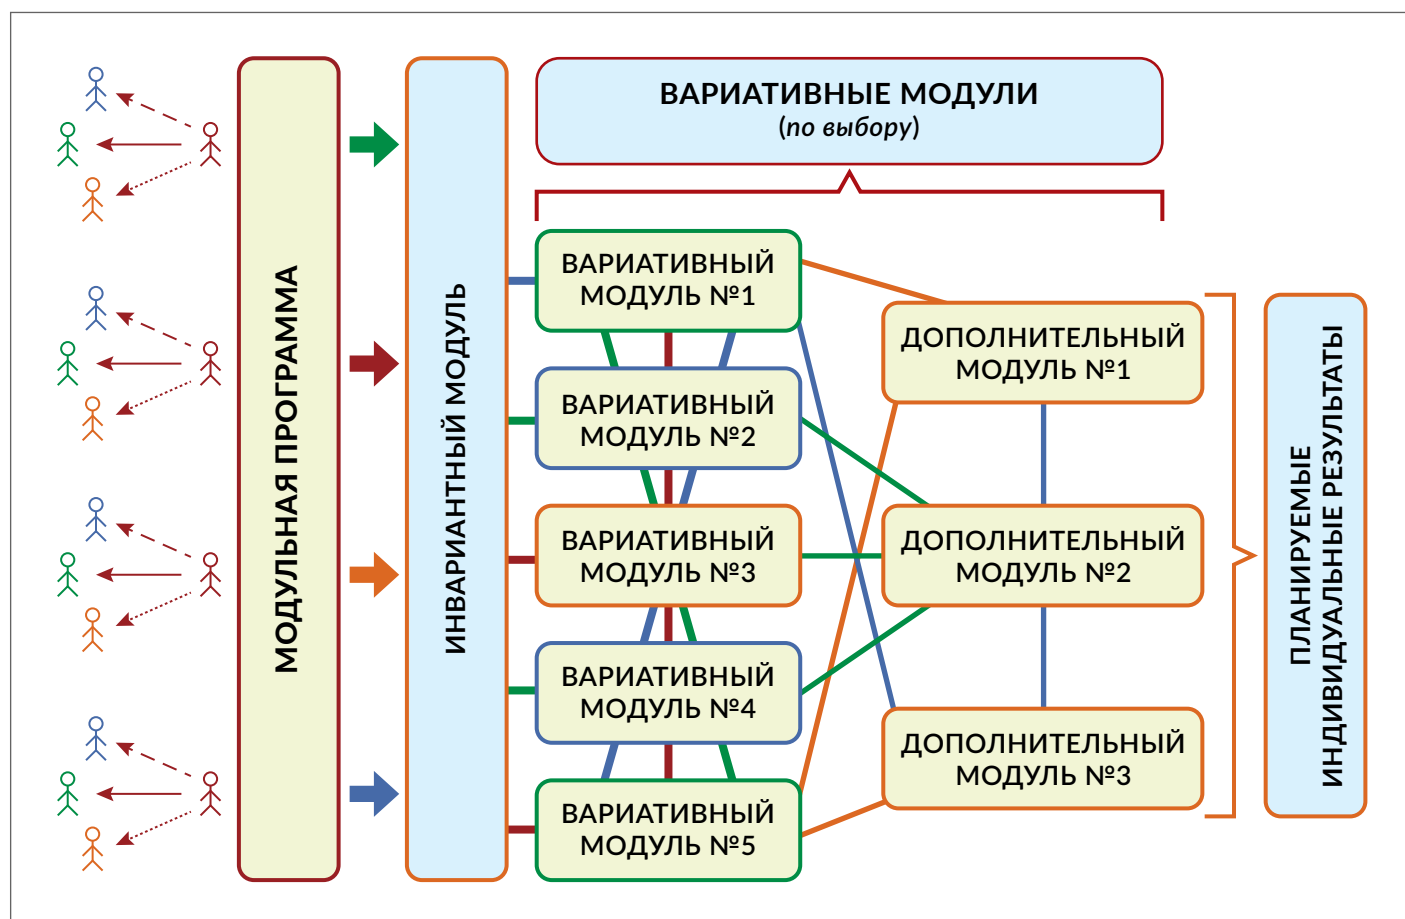 МОДУЛЬНАЯ ПРОГРАММА
ИНВАРИАНТНЫЙ МОДУЛЬ
ВАРИАТИВНЫЕ МОДУЛИ
(по выбору)
ВАРИАТИВНЫЙ
МОДУЛЬ №1
ВАРИАТИВНЫЙ
МОДУЛЬ №2
ВАРИАТИВНЫЙ
МОДУЛЬ №3
ВАРИАТИВНЫЙ
МОДУЛЬ №4
ВАРИАТИВНЫЙ
МОДУЛЬ №5
ДОПОЛНИТЕЛЬНЫЙ
МОДУЛЬ №1
ДОПОЛНИТЕЛЬНЫЙ
МОДУЛЬ №2
ДОПОЛНИТЕЛЬНЫЙ
МОДУЛЬ №3
ПЛАНИРУЕМЫЕ
ИНДИВИДУАЛЬНЫЕ РЕЗУЛЬТАТЫ